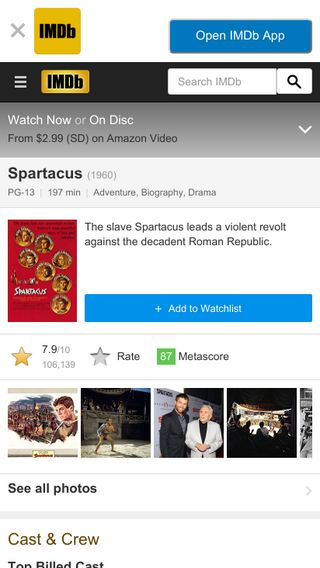 IMDb
Open IMDb App
IMDb
Search IMDb
Watch Now or On Disc
From $2.99 (SD) on Amazon Video
Spartacus (1960)
PG-13 | 197 min | Adventure, Biography, Drama
SPARTACUS
The slave Spartacus leads a violent revolt
against the decadent Roman Republic.
+ Add to Watchlist
7.9/10
106,139
Rate
87 Metascore
SPARTACUS
See all photos
Cast & Crew
Top Billed Cast